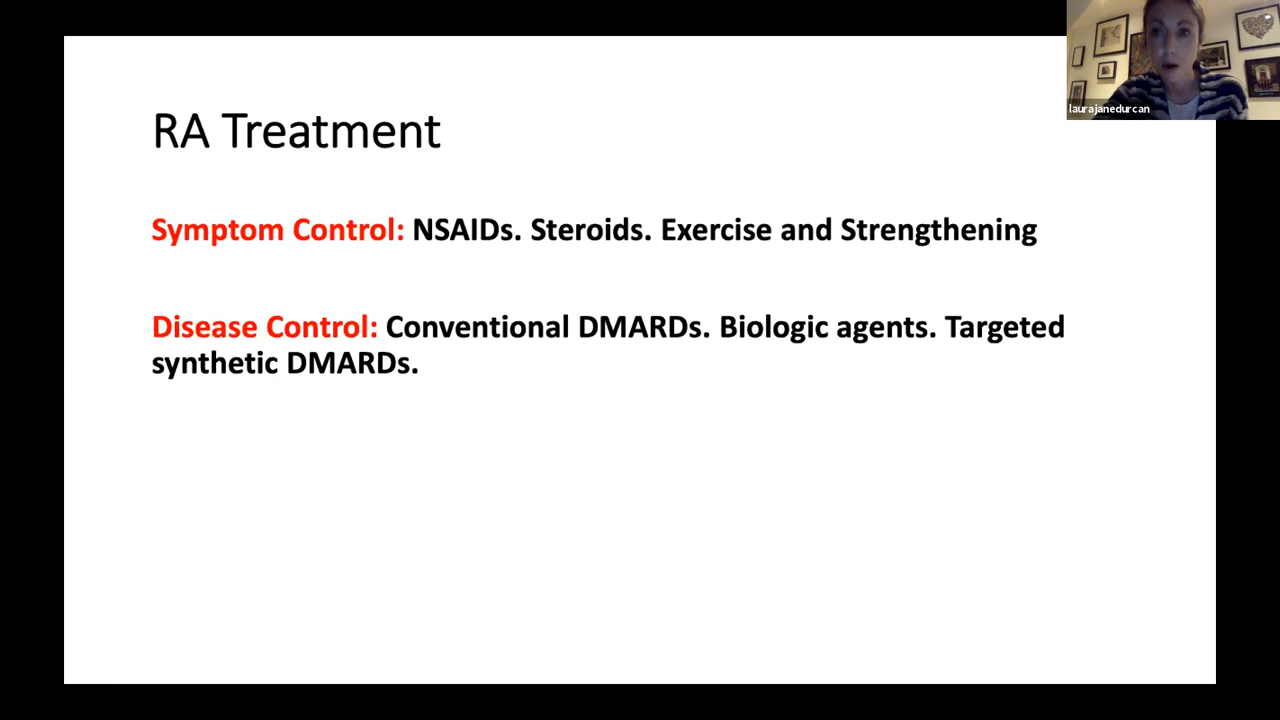 laurajanedurcan
RA Treatment
Symptom Control: NSAIDs. Steroids. Exercise and Strengthening
Disease Control: Conventional DMARDs. Biologic agents. Targeted
synthetic DMARDs.